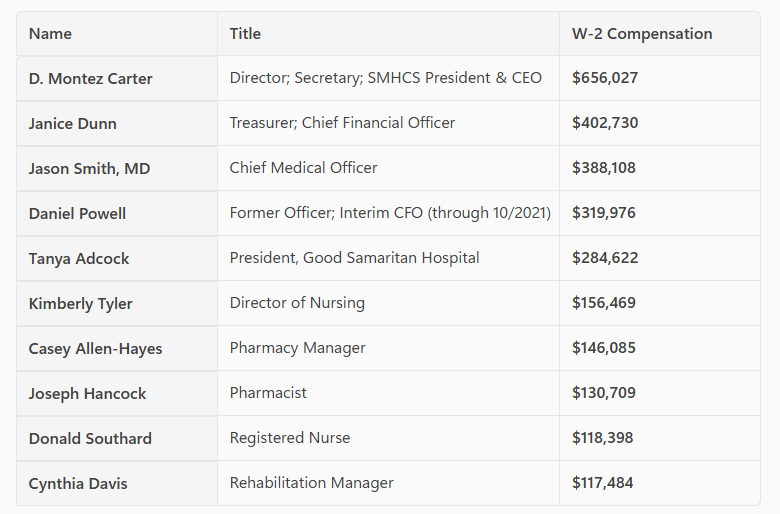 Name Title W-2 Compensation
D. Montez Carter Director; Secretary; SMHCS President & CEO $656,027
Janice Dunn Treasurer; Chief Financial Officer $402,730
Jason Smith, MD Chief Medical Officer $388,108
Daniel Powell Former Officer; Interim CFO (through 10/2021) $319,976
Tanya Adcock President, Good Samaritan Hospital $284,622
Kimberly Tyler Director of Nursing $156,469
Casey Allen-Hayes Pharmacy Manager $146,085
Joseph Hancock Pharmacist $130,709
Donald Southard Registered Nurse $118,398
Cynthia Davis Rehabilitation Manager $117,484